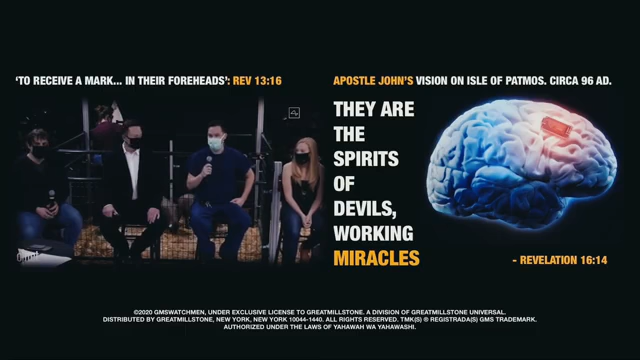 'TO RECEIVE A MARK... IN THEIR FOREHEADS': REV 13:16
APOSTLE JOHN'S VISION ON ISLE OF PATMOS. CIRCA 96 AD.
THEY ARE
THE
SPIRITS
OF
DEVILS,
WORKING
MIRACLES
- REVELATION 16:14
©2020 GMSWATCHMEN, UNDER EXCLUSIVE LICENSE TO GREATMILLSTONE. A DIVISION OF GREATMILLSTONE UNIVERSAL.
DISTRIBUTED BY GREATMILLSTONE, NEW YORK, NEW YORK 10044-1440. ALL RIGHTS RESERVED. TMK(S) ® REGISTRADA(S) GMS TRADEMARK.
AUTHORIZED UNDER THE LAWS OF YAHAWAH WA YAHAWASHI.